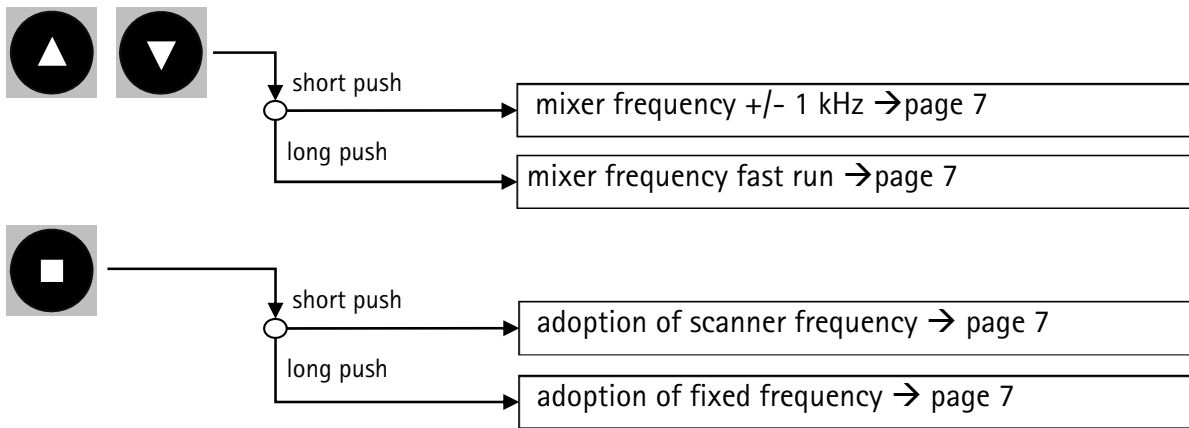 short push
mixer frequency +/- 1 kHz →page 7
long push
mixer frequency fast run →page 7
short push
adoption of scanner frequency → page 7
long push
adoption of fixed frequency → page 7